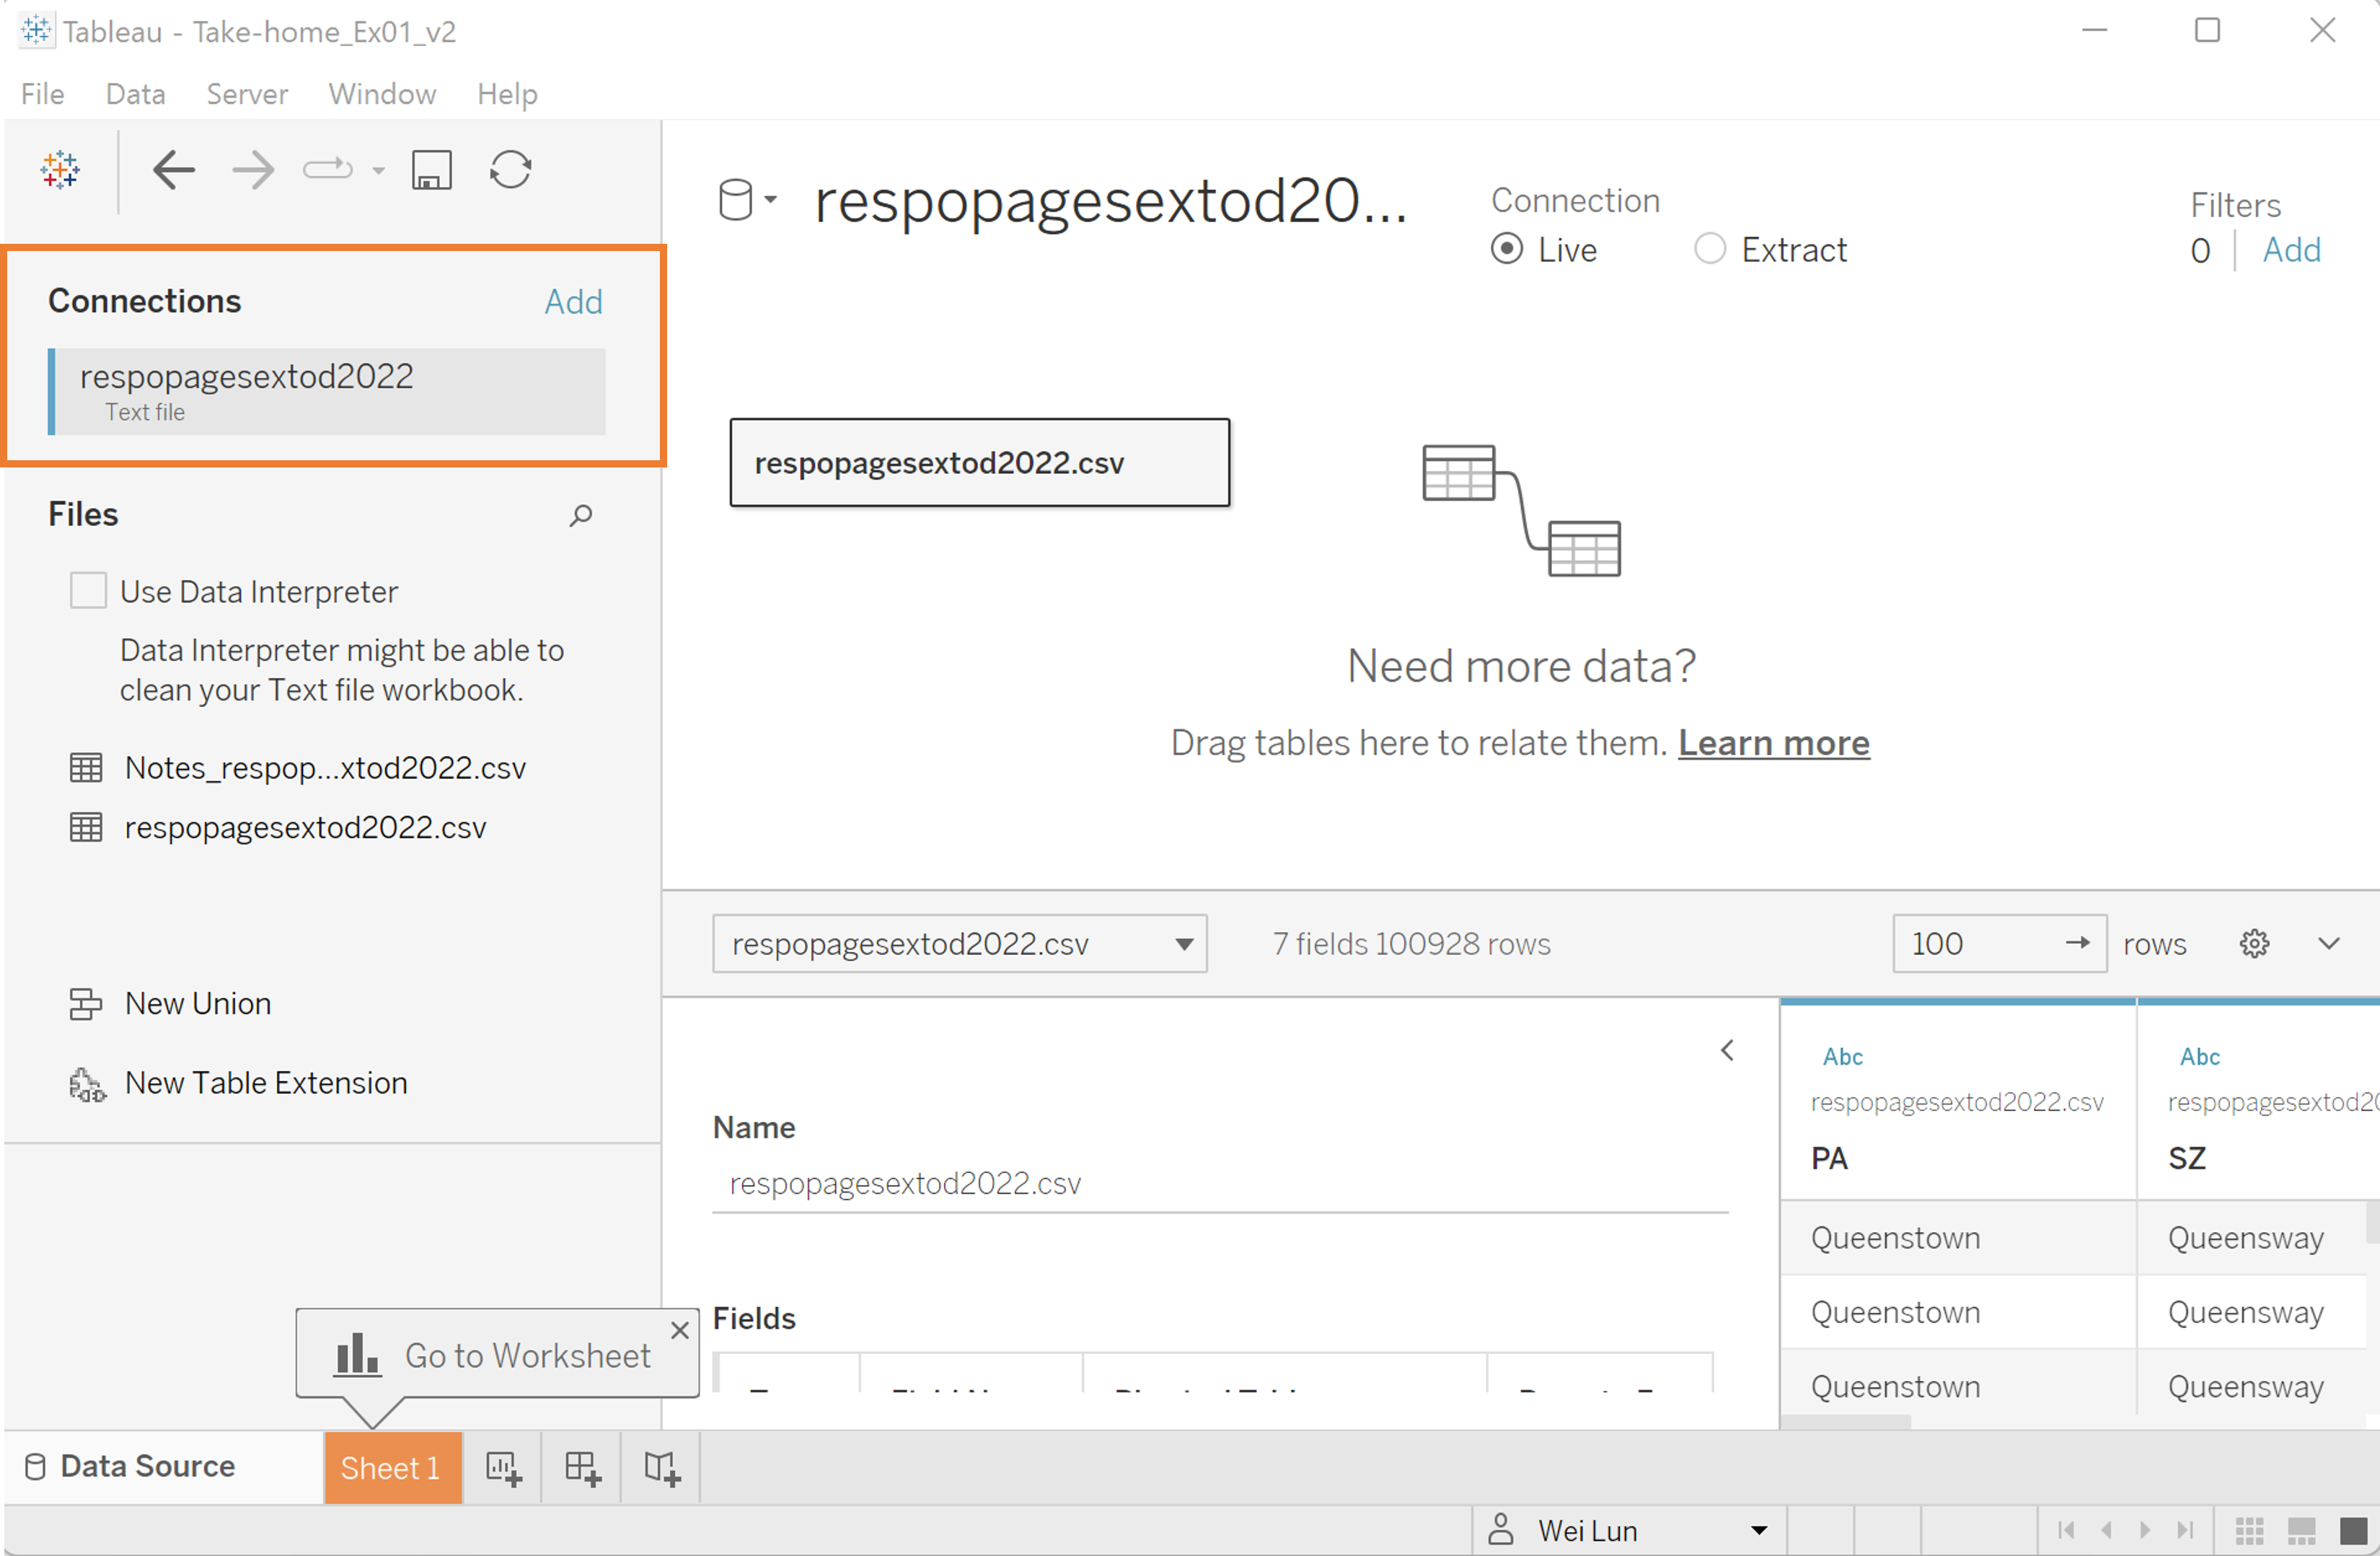 Tableau - Take-home_Ex01_v2
File Data Server Window Help
Connections Add
respopagesextod2022
Text file
Files
Use Data Interpreter
Data Interpreter might be able to
clean your Text file workbook.
Notes_respop...xtod2022.csv
respopagesextod2022.csv
New Union
New Table Extension
respopagesextod20...
Connection
Live Extract
Filters
0 Add
respopagesextod2022.csv
Need more data?
Drag tables here to relate them. Learn more
respopagesextod2022.csv 7 fields 100928 rows 100 rows
Name
respopagesextod2022.csv
Fields
Abc Abc
respopagesextod2022.csv respopagesextod20
PA SZ
Queenstown Queensway
Queenstown Queensway
Queenstown Queensway
Go to Worksheet
Data Source Sheet 1
Wei Lun